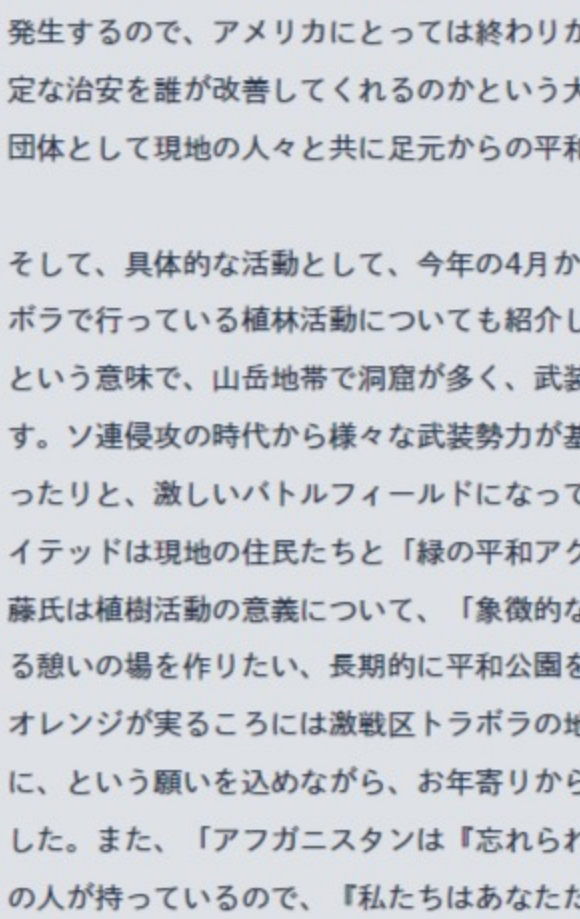 発生するので、アメリカにとっては終わりか
定な治安を誰が改善してくれるのかという大
団体として現地の人々と共に足元からの平和
そして、具体的な活動として、今年の4月か
ボラで行っている植林活動についても紹介し
という意味で、山岳地帯で洞窟が多く、武装
す。ソ連侵攻の時代から様々な武装勢力が基
ったりと、激しいバトルフィールドになって
イテッドは現地の住民たちと「緑の平和アク
藤氏は植樹活動の意義について、「象徴的な
る憩いの場を作りたい、長期的に平和公園を
オレンジが実るころには激戦区トラボラの地
に、という願いを込めながら、お年寄りから
した。また、「アフガニスタンは『忘れられ
の人が持っているので、『私たちはあなたた